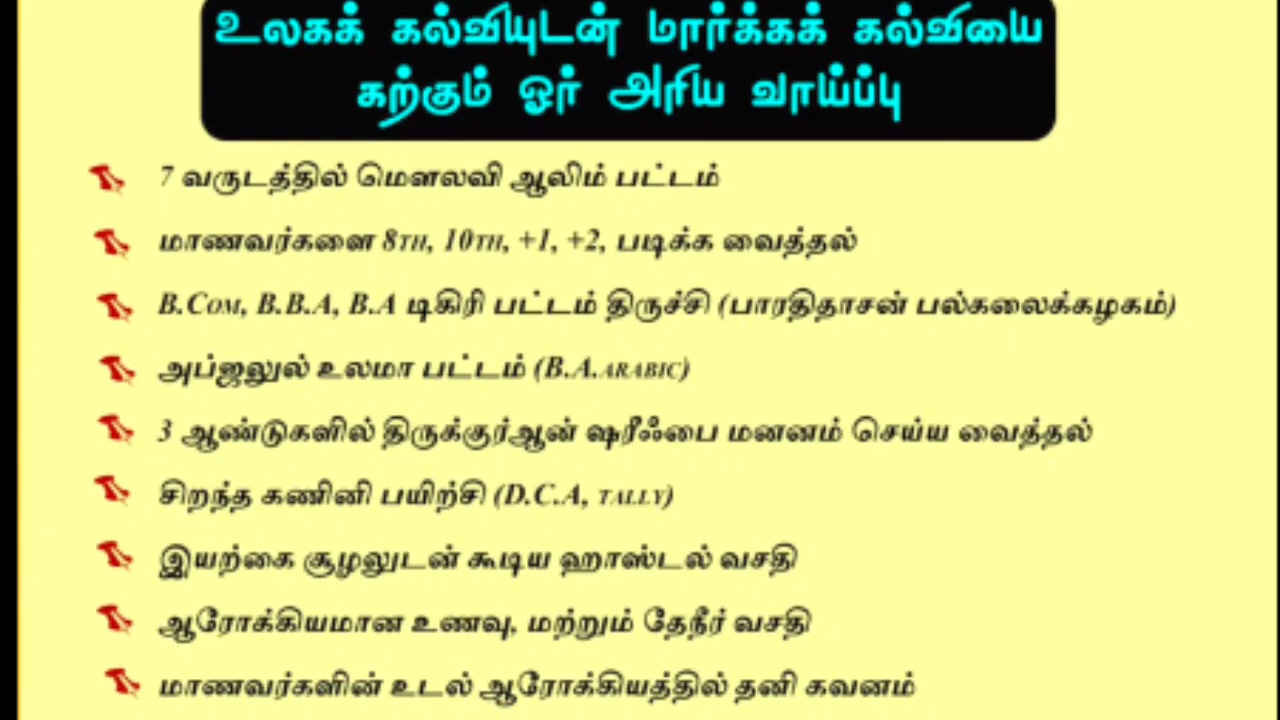 உலகக் கல்வியுடன் மார்க்கக் கல்வியை
கற்கும் ஓர் அரிய வாய்ப்பு
7 வருடத்தில் மௌலவி ஆலிம் பட்டம்
மாணவர்களை 8TH, 10TH, +1, +2, படிக்க வைத்தல்
B.COM, B.B.A, B.A டிகிரி பட்டம் திருச்சி (பாரதிதாசன் பல்கலைக்கழகம்)
அப்ஜலுல் உலமா பட்டம் (B.A.ARABIC)
3 ஆண்டுகளில் திருக்குர்ஆன் ஷரீஃபை மனனம் செய்ய வைத்தல்
சிறந்த கணினி பயிற்சி (D.C.A, TALLY)
இயற்கை சூழலுடன் கூடிய ஹாஸ்டல் வசதி
ஆரோக்கியமான உணவு, மற்றும் தேநீர் வசதி
மாணவர்களின் உடல் ஆரோக்கியத்தில் தனி கவனம்